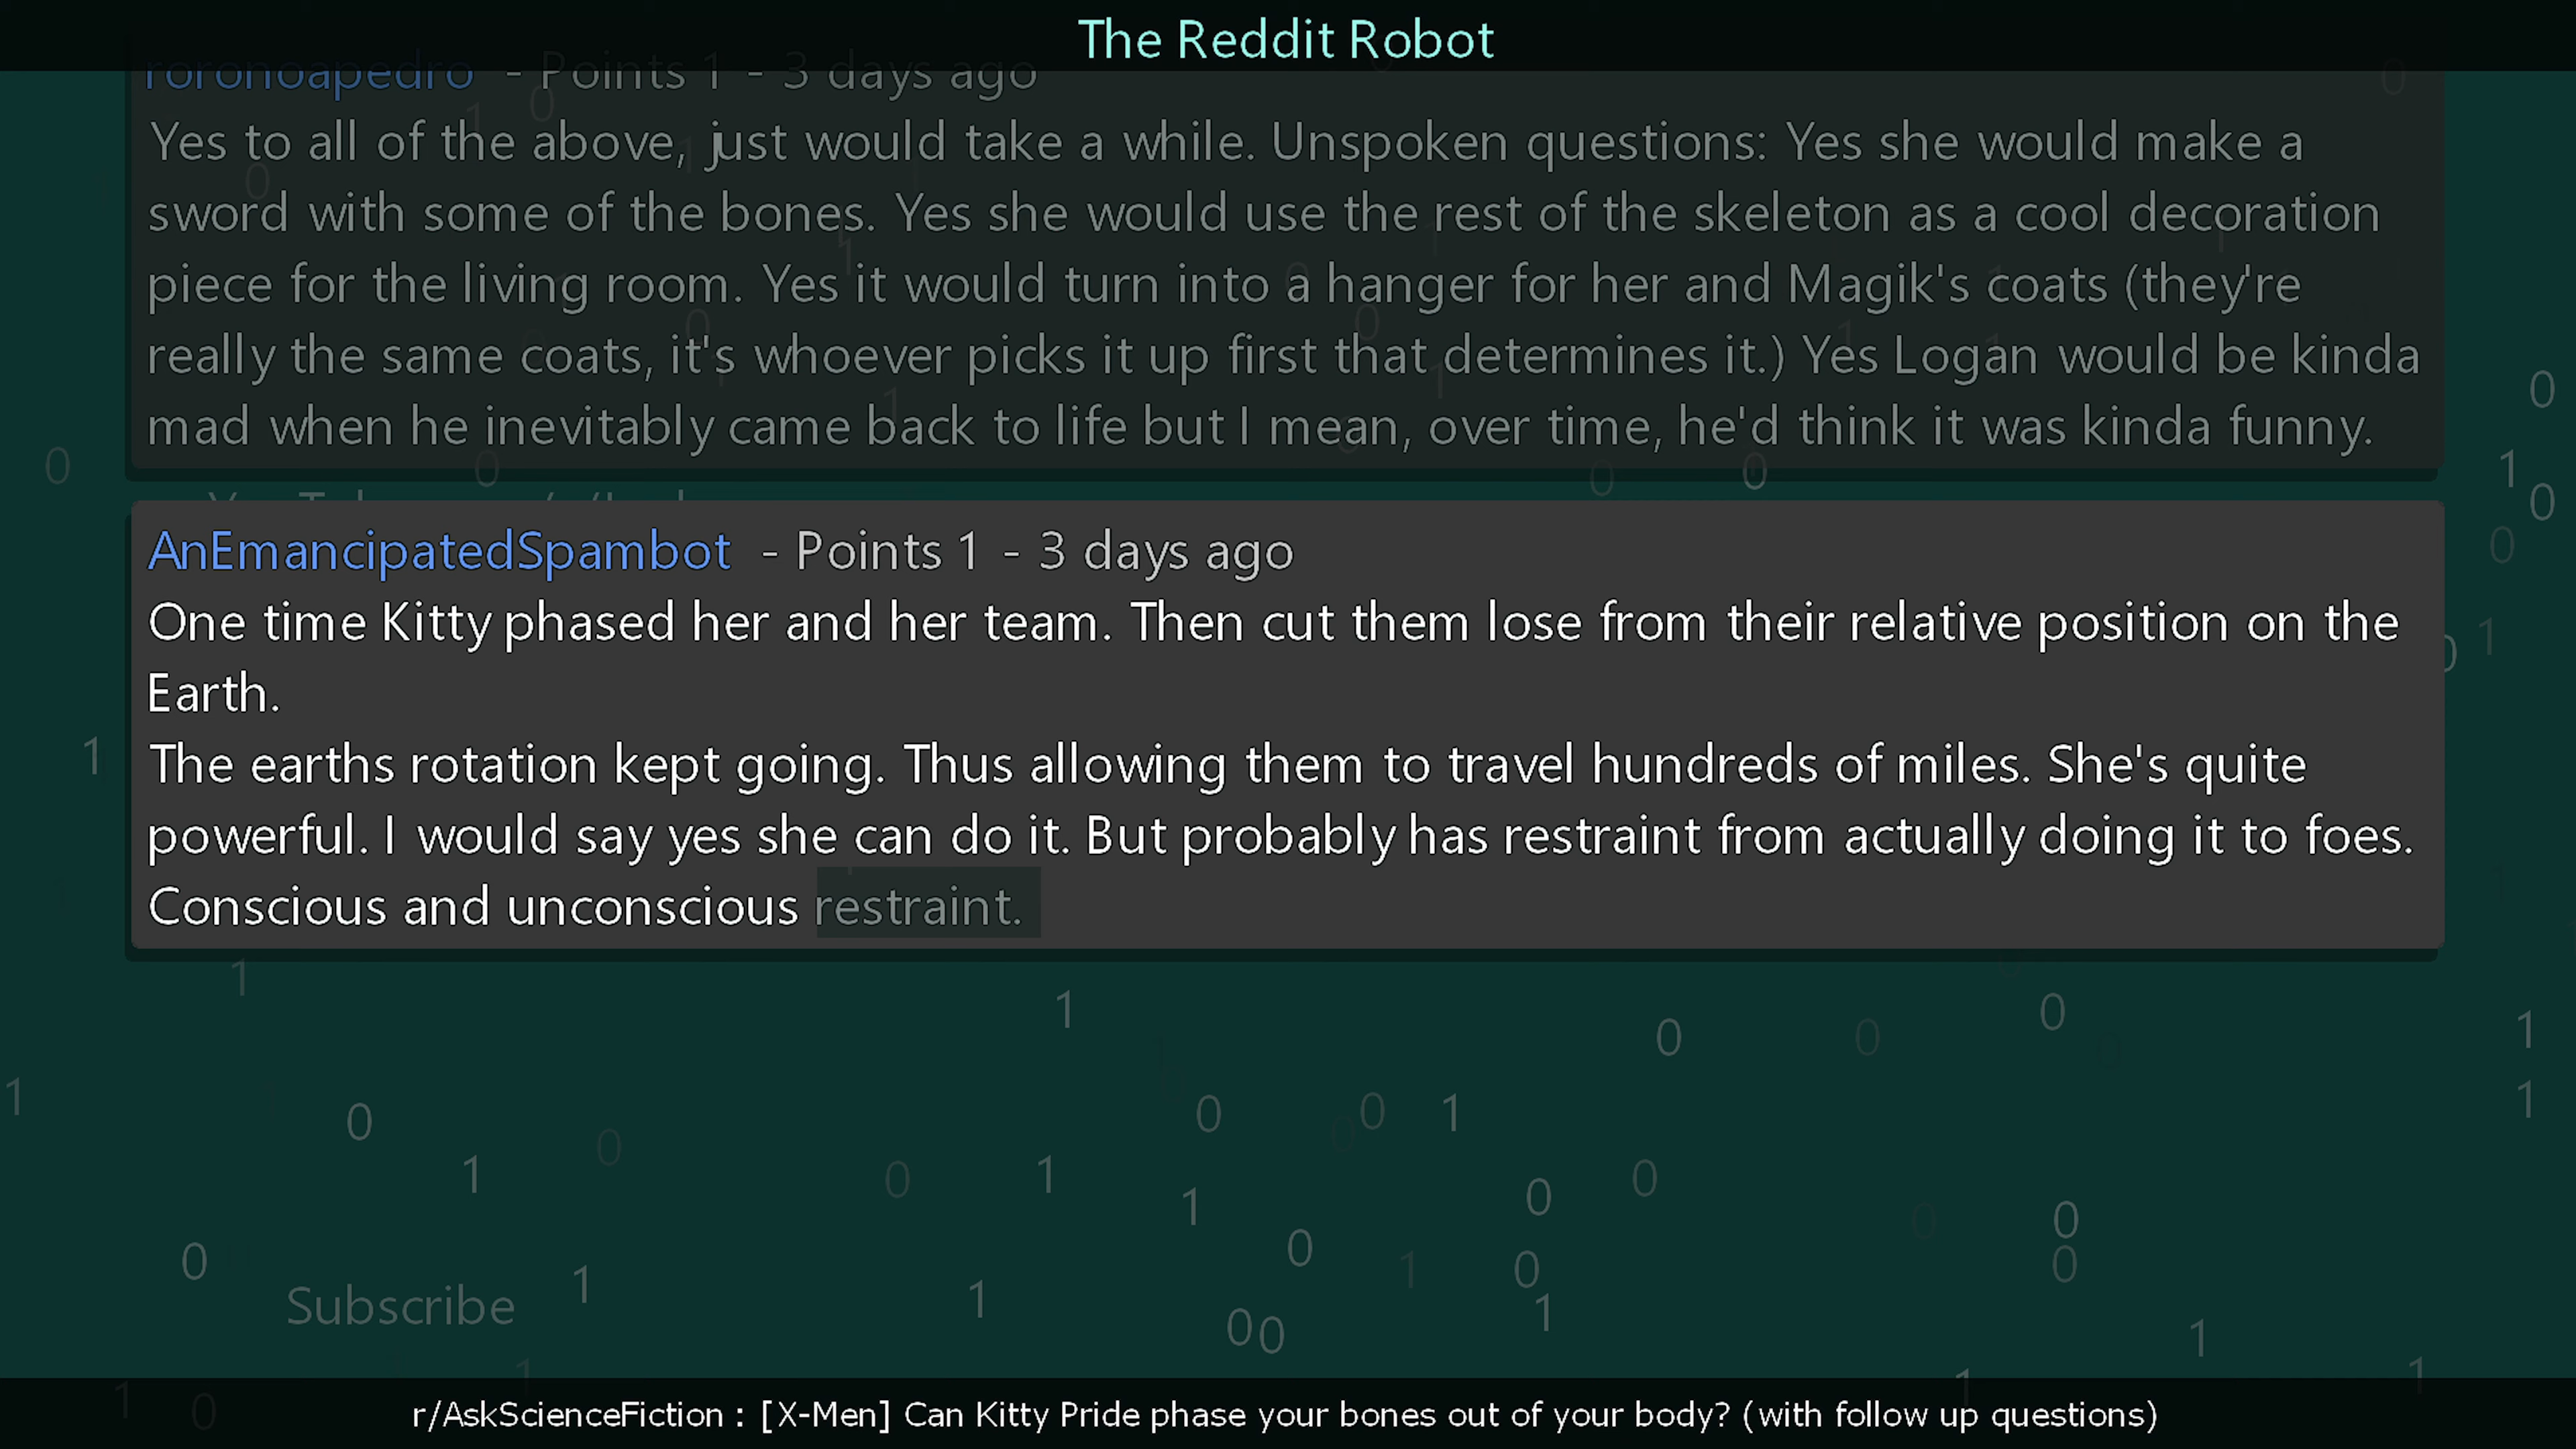 The Reddit Robot
roronoapedro - Points 1 - 3 days ago
Yes to all of the above, just would take a while. Unspoken questions: Yes she would make a
sword with some of the bones. Yes she would use the rest of the skeleton as a cool decoration
piece for the living room. Yes it would turn into a hanger for her and Magik's coats (they're
really the same coats, it's whoever picks it up first that determines it.) Yes Logan would be kinda
mad when he inevitably came back to life but I mean, over time, he'd think it was kinda funny.
AnEmancipatedSpambot - Points 1 - 3 days ago
One time Kitty phased her and her team. Then cut them lose from their relative position on the
Earth.
The earths rotation kept going. Thus allowing them to travel hundreds of miles. She's quite
powerful. I would say yes she can do it. But probably has restraint from actually doing it to foes.
Conscious and unconscious restraint.
Subscribe
r/AskScienceFiction : [X-Men] Can Kitty Pride phase your bones out of your body? (with follow up questions)